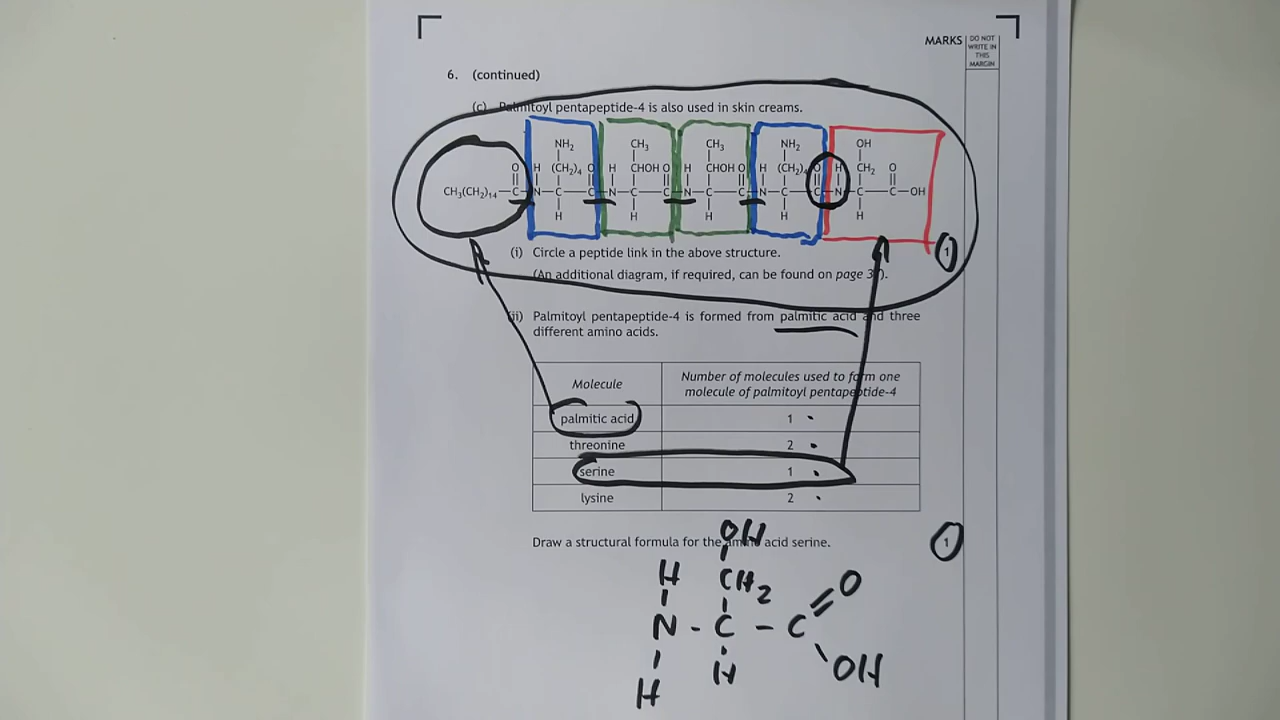 MARKS
DO NOT
WRITE IN
THIS
MARGIN
6. (continued)
(c) Palmitoyl pentapeptide-4 is also used in skin creams.
NH₂ CH₃ CH₃ NH₂ OH
O H (CH₂)₄ O H CHOH O H CHOH O H (CH₂)₄ O H CH₂ O
CH₃(CH₂)₁₄ C N C C N C C N C C N C C N C C OH
H H H H H
(i) Circle a peptide link in the above structure.
1
(An additional diagram, if required, can be found on page 3 ).
(ii) Palmitoyl pentapeptide-4 is formed from palmitic acid and three
different amino acids.
Molecule
Number of molecules used to form one
molecule of palmitoyl pentapeptide-4
palmitic acid 1
threonine 2
serine 1
lysine 2
Draw a structural formula for the amino acid serine.
1
OH
H CH₂ O
N - C - C
H OH
H